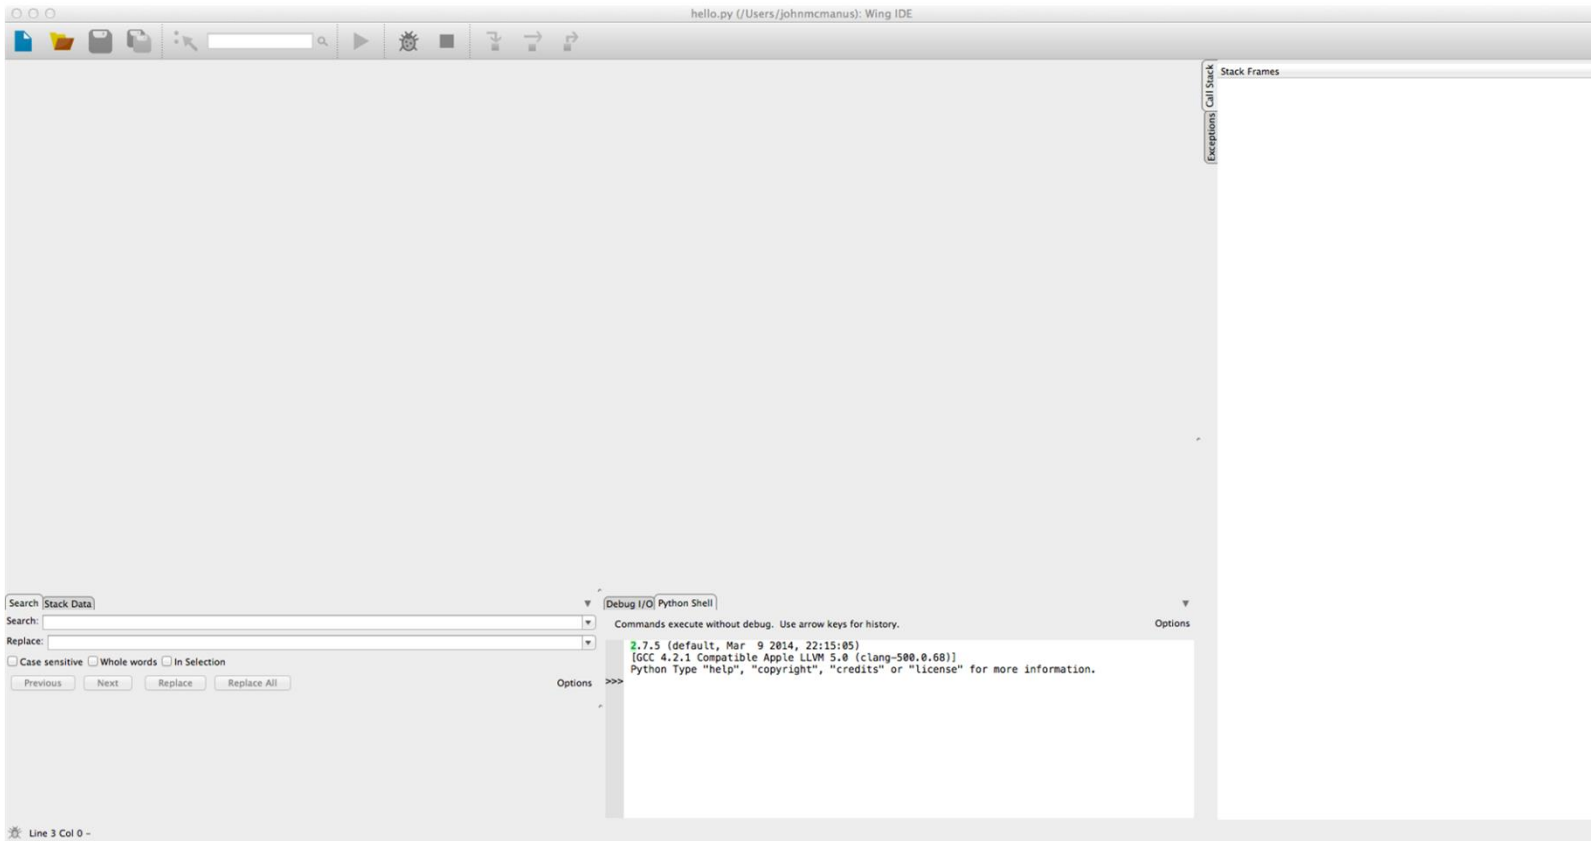 hello.py (/Users/johnmcmanus): Wing IDE
Call Stack
Exceptions
Stack Frames
Search Stack Data
Search:
Replace:
Case sensitive Whole words In Selection
Previous Next Replace Replace All Options
Debug I/O Python Shell
Commands execute without debug. Use arrow keys for history. Options
2.7.5 (default, Mar 9 2014, 22:15:05)
[GCC 4.2.1 Compatible Apple LLVM 5.0 (clang-500.0.68)]
Python Type "help", "copyright", "credits" or "license" for more information.
>>>
Line 3 Col 0 -